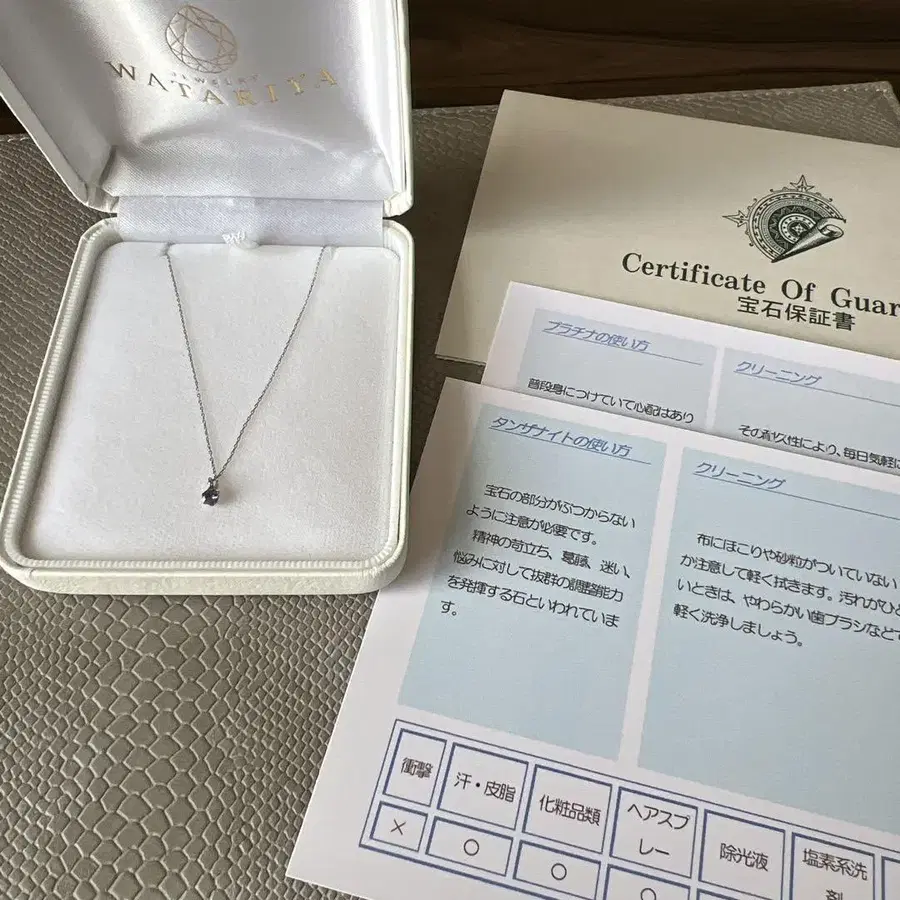 JEWELRY
WATARIYA
Certificate Of Guar
宝石保証書
プラチナの使い方
普段身につけていて心配はあり
クリーニング
その耐久性により、毎日気軽に
タンザナイトの使い方
宝石の部分がぶつからない
ように注意が必要です。
精神の苛立ち、葛藤、迷い、
悩みに対して抜群の調整能力
を発揮する石といわれていま
す。
クリーニング
布にほこりや砂粒がついていない
か注意して軽く拭きます。汚れがひど
いときは、やわらかい歯ブラシなどで
軽く洗浄しましょう。
衝撃
汗・皮脂
化粧品類
ヘアスプ
レー
除光液
塩素系洗
剤
×
○
○
○